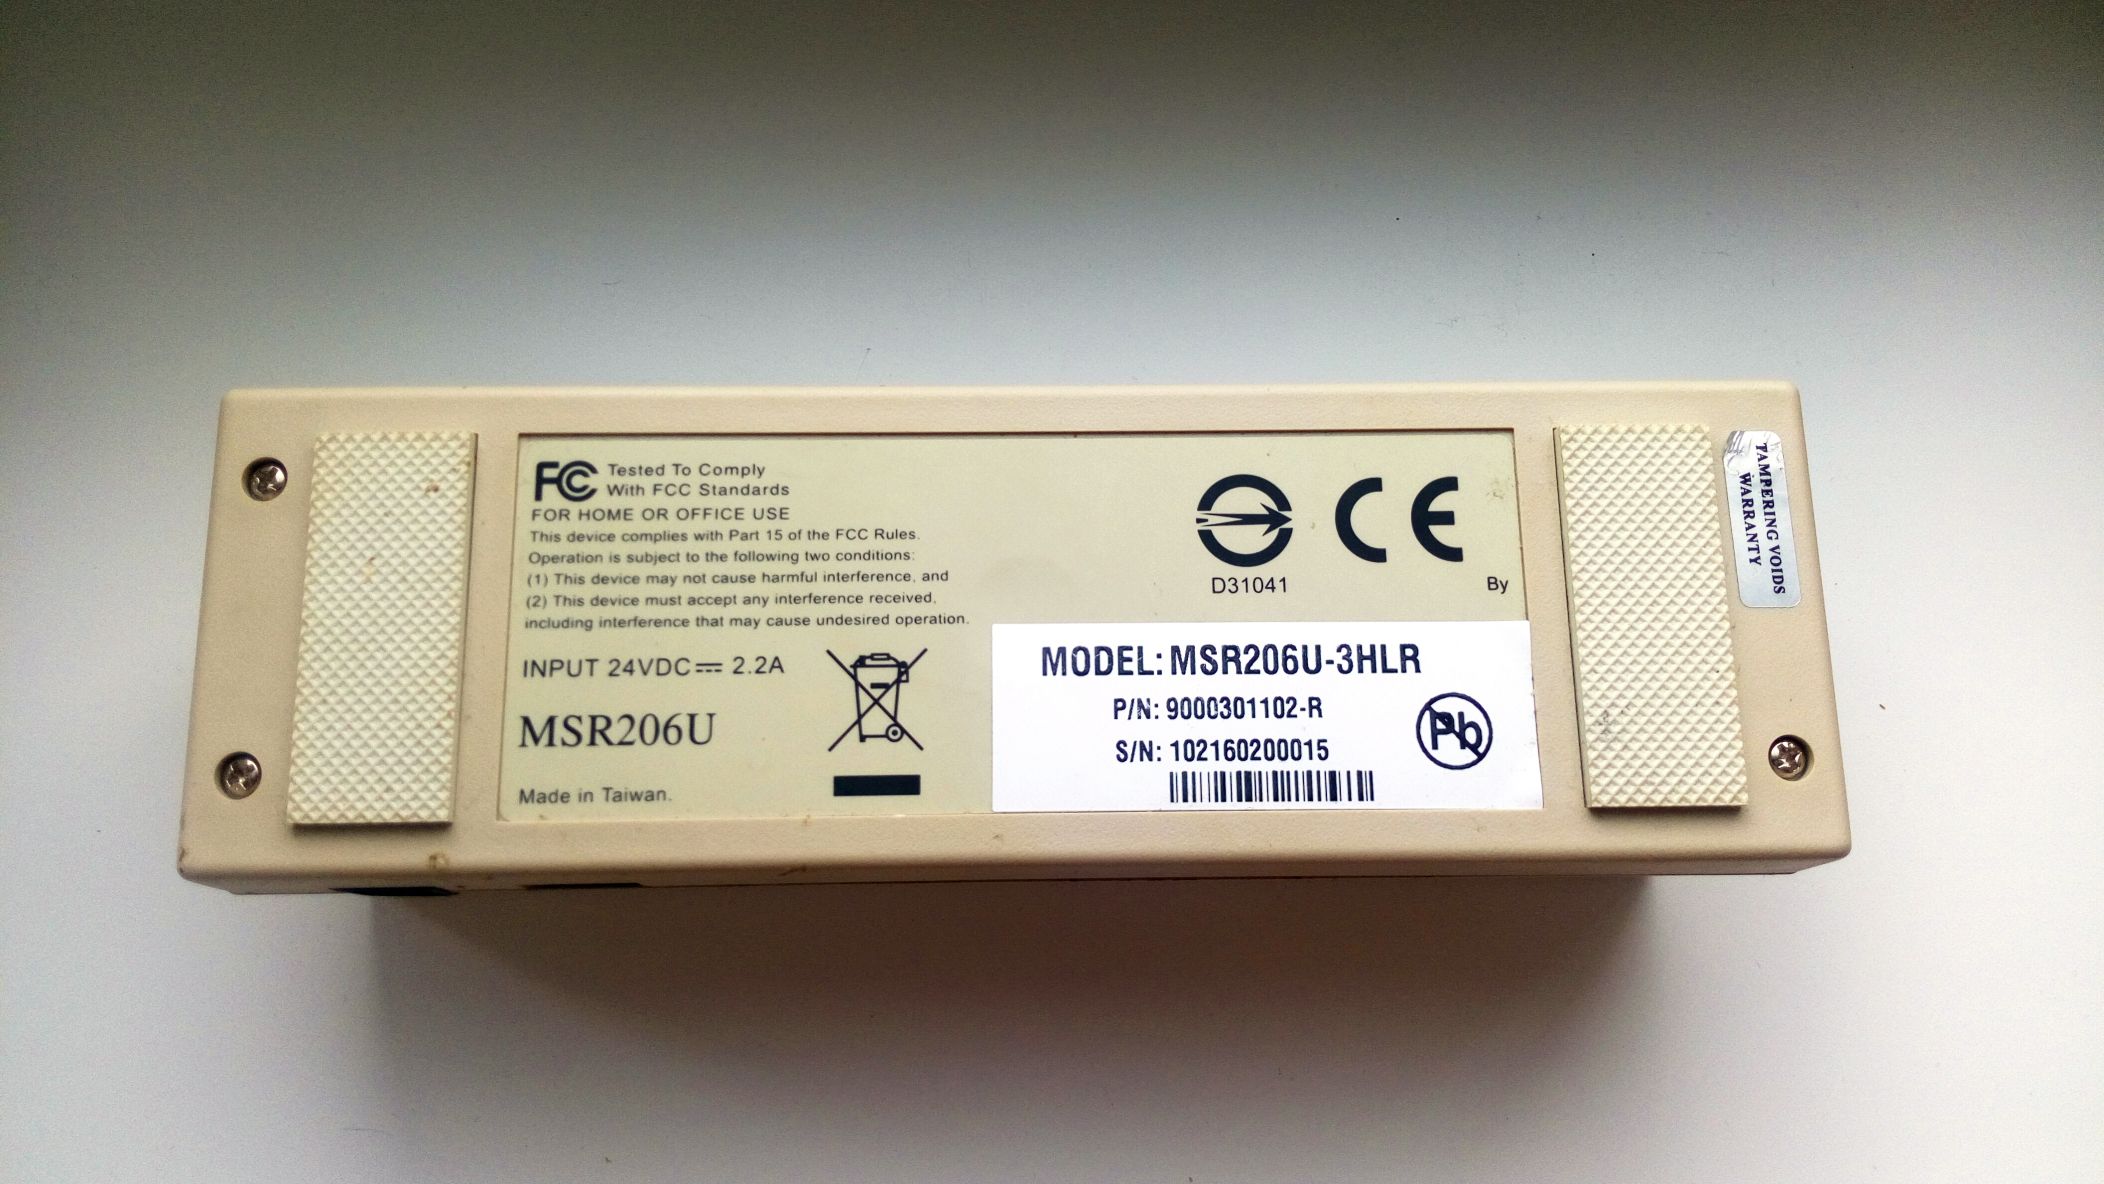 FC Tested To Comply
With FCC Standards
FOR HOME OR OFFICE USE
This device complies with Part 15 of the FCC Rules.
Operation is subject to the following two conditions:
(1) This device may not cause harmful interference, and
(2) This device must accept any interference received,
including interference that may cause undesired operation.
INPUT 24VDC⎓ 2.2A
MSR206U
Made in Taiwan.
D31041
CE
By
MODEL: MSR206U-3HLR
P/N: 9000301102-R
S/N: 102160200015
Pb
TAMPERING VOIDS
WARRANTY